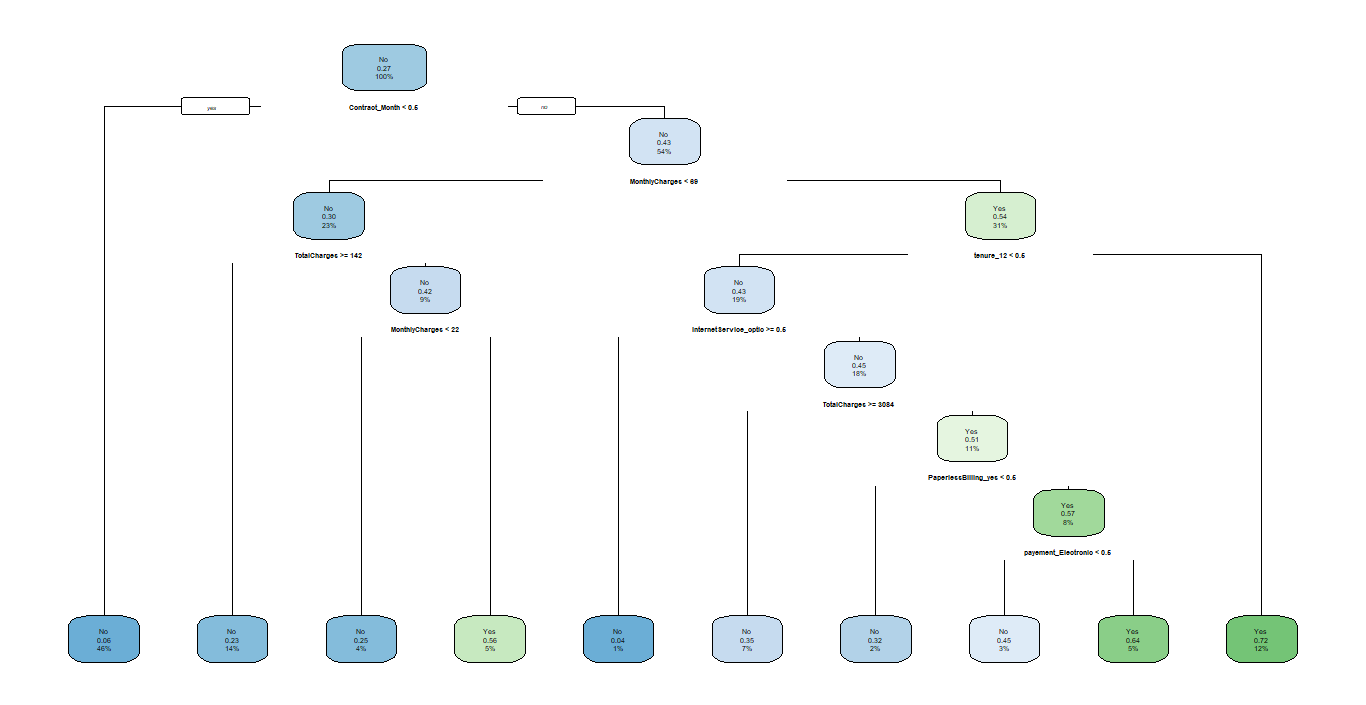 No
0.27
100%
yes
Contract_Month < 0.5
no
No
0.43
54%
MonthlyCharges < 69
No
0.30
23%
Yes
0.54
31%
TotalCharges >= 142
tenure_12 < 0.5
No
0.42
9%
No
0.43
19%
MonthlyCharges < 22
InternetService_optic >= 0.5
No
0.45
18%
TotalCharges >= 3084
Yes
0.51
11%
PaperlessBilling_yes < 0.5
Yes
0.57
8%
payement_Electronic < 0.5
No
0.06
46%
No
0.23
14%
No
0.25
4%
Yes
0.56
5%
No
0.04
1%
No
0.35
7%
No
0.32
2%
No
0.45
3%
Yes
0.64
5%
Yes
0.72
12%